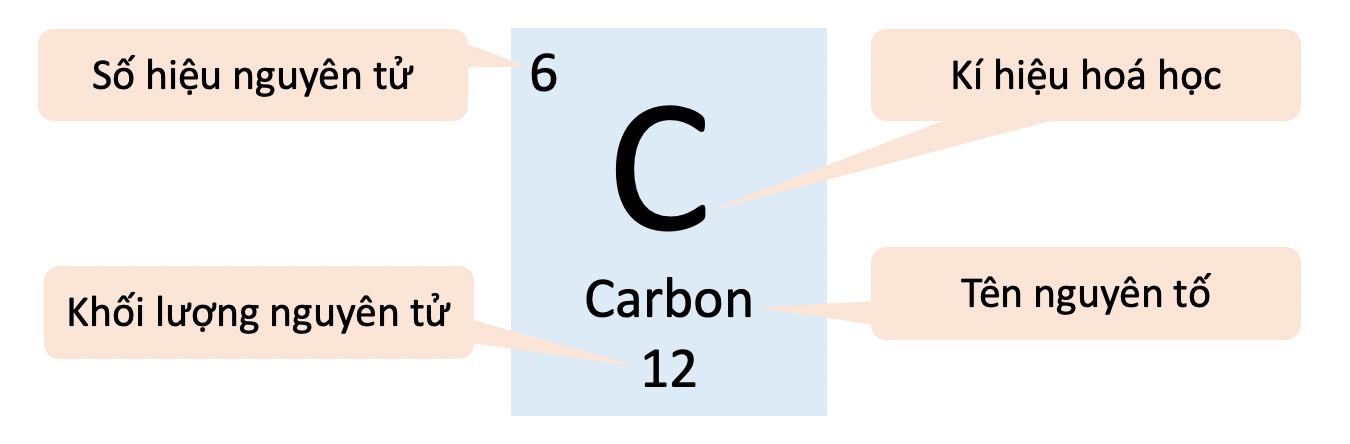 Số hiệu nguyên tử
6
Kí hiệu hoá học
C
Khối lượng nguyên tử
Carbon
Tên nguyên tố
12